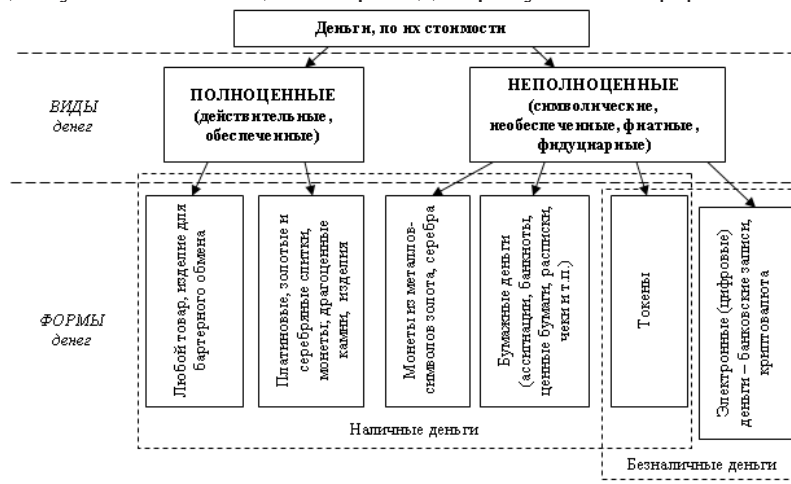 Деньги, по их стоимости
ВИДЫ
денег
ПОЛНОЦЕННЫЕ
(действительные,
обеспеченные)
НЕПОЛНОЦЕННЫЕ
(символические,
необеспеченные, фиатные,
фидуциарные)
ФОРМЫ
денег
Любой товар, изделие для
бартерного обмена
Платиновые, золотые и
серебряные слитки,
монеты, драгоценные
камни, изделия
Монеты из металлов-
символов золота, серебра
Бумажные деньги
(ассигнации, банкноты,
ценные бумаги, расписки,
чеки и т.п.)
Токены
Электронные (цифровые)
деньги – банковские записи,
криптовалюта
Наличные деньги
Безналичные деньги